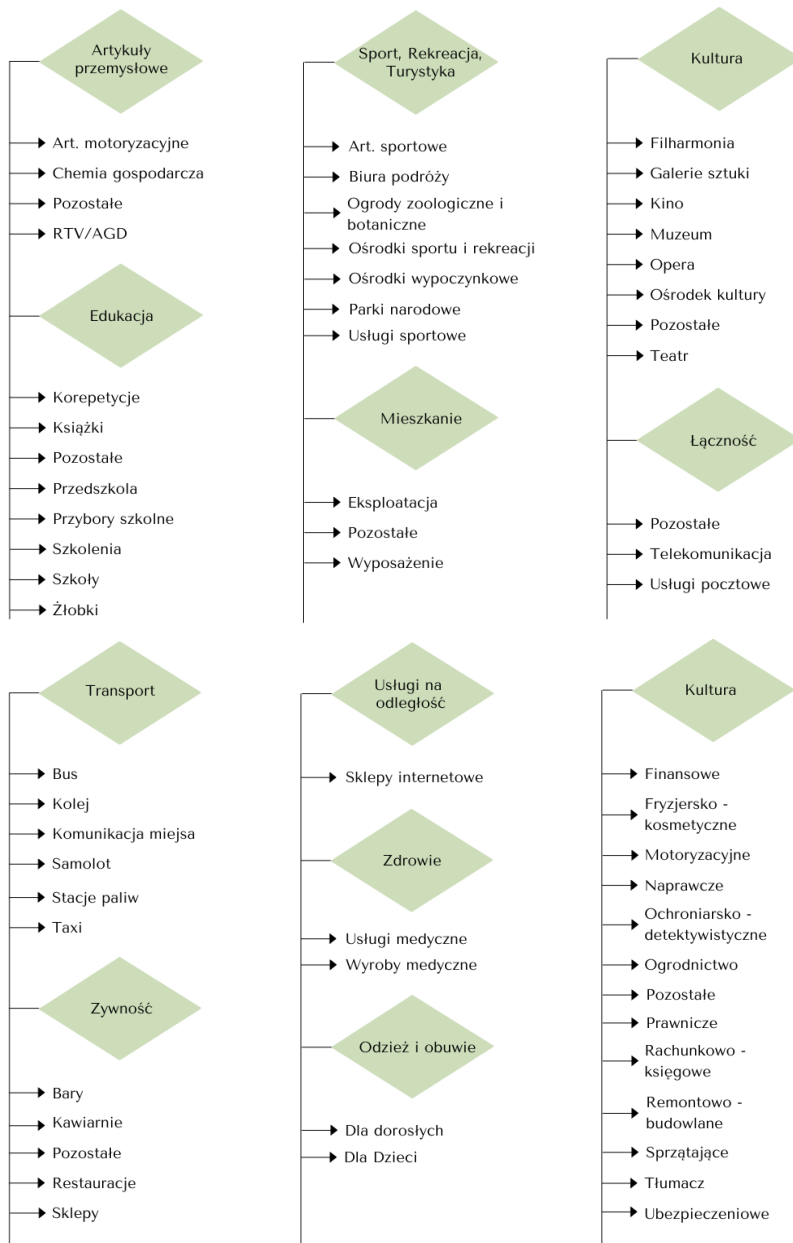 Artykuły
przemysłowe
Art. motoryzacyjne
Chemia gospodarcza
Pozostałe
RTV/AGD
Edukacja
Korepetycje
Książki
Pozostałe
Przedszkola
Przybory szkolne
Szkolenia
Szkoły
Żłobki
Sport, Rekreacja,
Turystyka
Art. sportowe
Biura podróży
Ogrody zoologiczne i
botaniczne
Ośrodki sportu i rekreacji
Ośrodki wypoczynkowe
Parki narodowe
Usługi sportowe
Mieszkanie
Eksploatacja
Pozostałe
Wyposażenie
Kultura
Filharmonia
Galerie sztuki
Kino
Muzeum
Opera
Ośrodek kultury
Pozostałe
Teatr
Łączność
Pozostałe
Telekomunikacja
Usługi pocztowe
Transport
Bus
Kolej
Komunikacja miejsa
Samolot
Stacje paliw
Taxi
Zywność
Bary
Kawiarnie
Pozostałe
Restauracje
Sklepy
Usługi na
odległość
Sklepy internetowe
Zdrowie
Usługi medyczne
Wyroby medyczne
Odzież i obuwie
Dla dorosłych
Dla Dzieci
Kultura
Finansowe
Fryzjersko -
kosmetyczne
Motoryzacyjne
Naprawcze
Ochroniarsko -
detektywistyczne
Ogrodnictwo
Pozostałe
Prawnicze
Rachunkowo -
księgowe
Remontowo -
budowlane
Sprzątające
Tłumacz
Ubezpieczeniowe